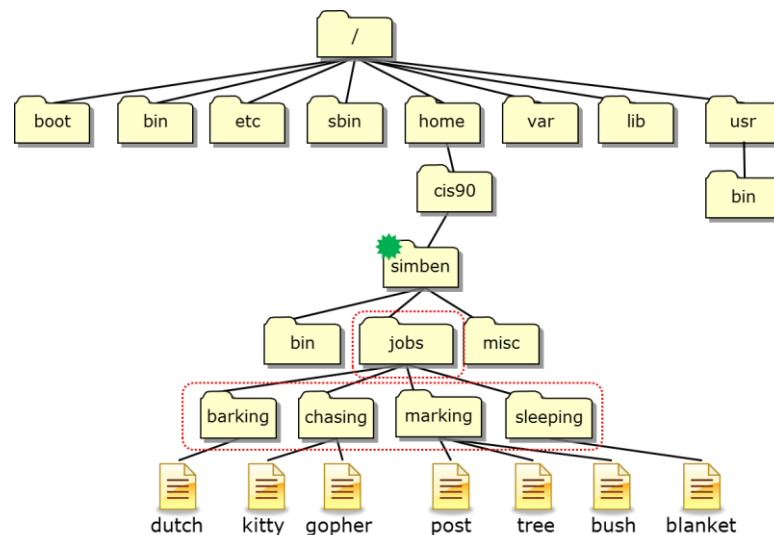 /
boot bin etc sbin home var lib usr
cis90 bin
simben
bin jobs misc
barking chasing marking sleeping
dutch kitty gopher post tree bush blanket